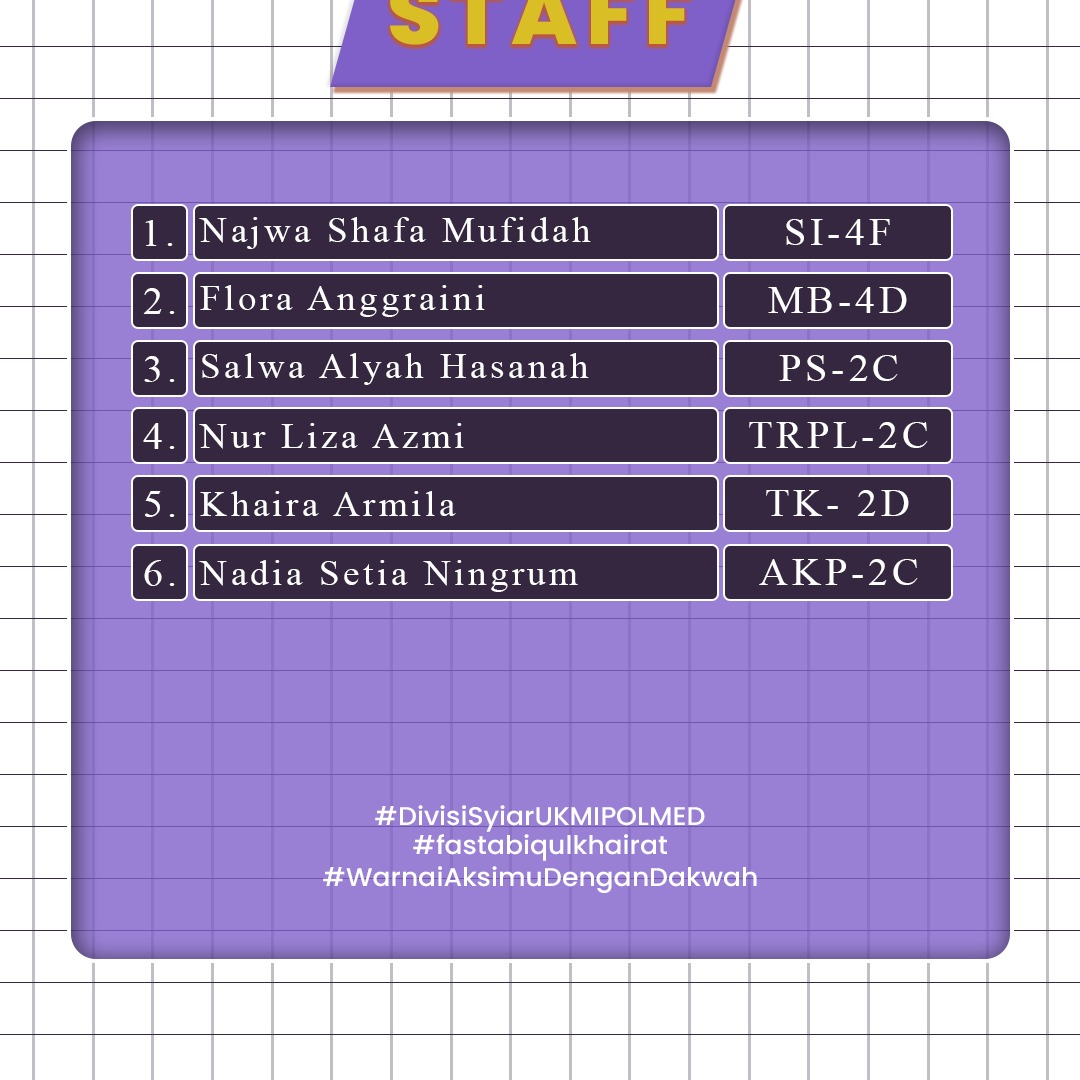 STAFF
1. Najwa Shafa Mufidah SI-4F
2. Flora Anggraini MB-4D
3. Salwa Alyah Hasanah PS-2C
4. Nur Liza Azmi TRPL-2C
5. Khaira Armila TK- 2D
6. Nadia Setia Ningrum AKP-2C
#DivisiSyiarUKMIPOLMED
#fastabiqulkhairat
#WarnaiAksimuDenganDakwah